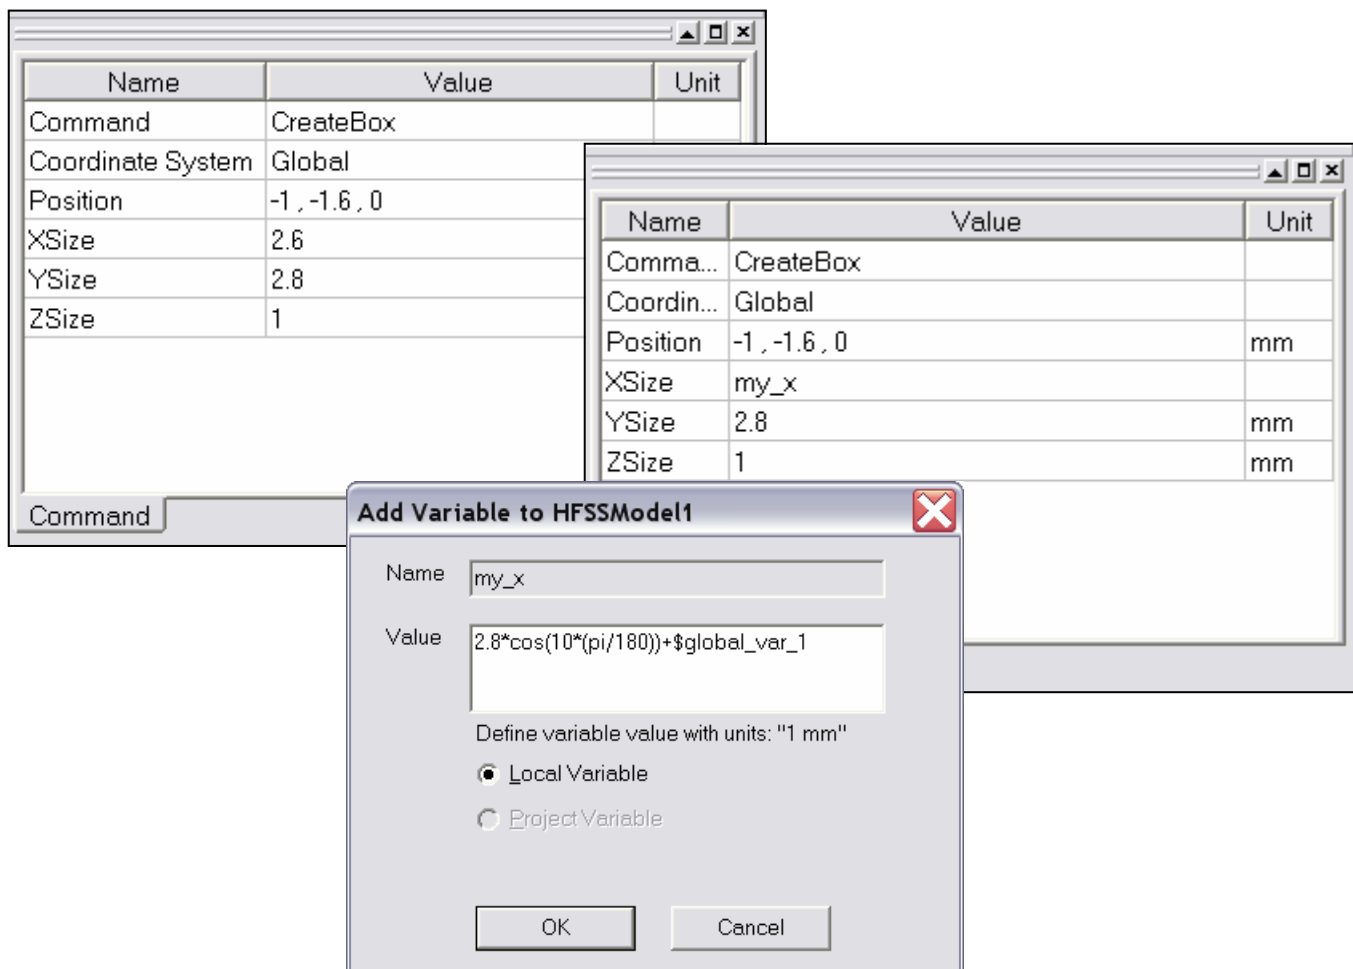 Name Value Unit
Command CreateBox
Coordinate System Global
Position -1 , -1.6 , 0
XSize 2.6
YSize 2.8
ZSize 1
Command
Name Value Unit
Comma... CreateBox
Coordin... Global
Position -1 , -1.6 , 0 mm
XSize my_x
YSize 2.8 mm
ZSize 1 mm
Add Variable to HFSSModel1
Name my_x
Value 2.8*cos(10*(pi/180))+$global_var_1
Define variable value with units: "1 mm"
Local Variable
Project Variable
OK Cancel